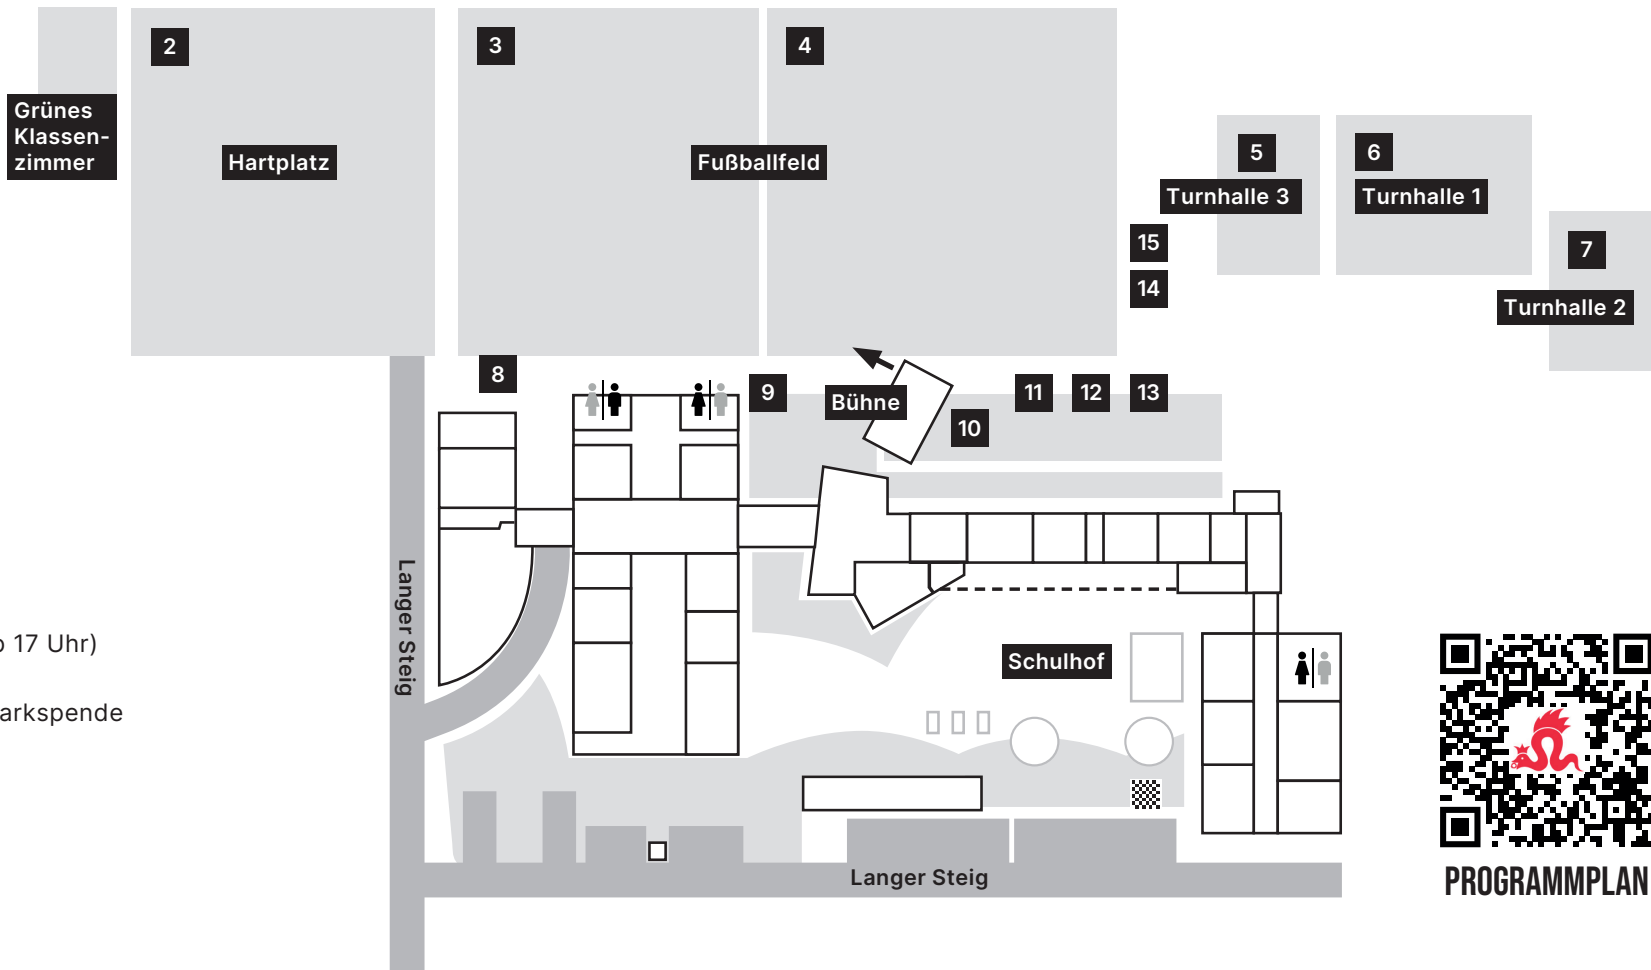 2
3
4
Grünes
Klassen-
zimmer
Hartplatz
Fußballfeld
5
6
Turnhalle 3
Turnhalle 1
15
7
14
Turnhalle 2
8
9
Bühne
11
12
13
10
Langer Steig
17 Uhr)
Schulhof
arkspende
Langer Steig
PROGRAMMPLAN